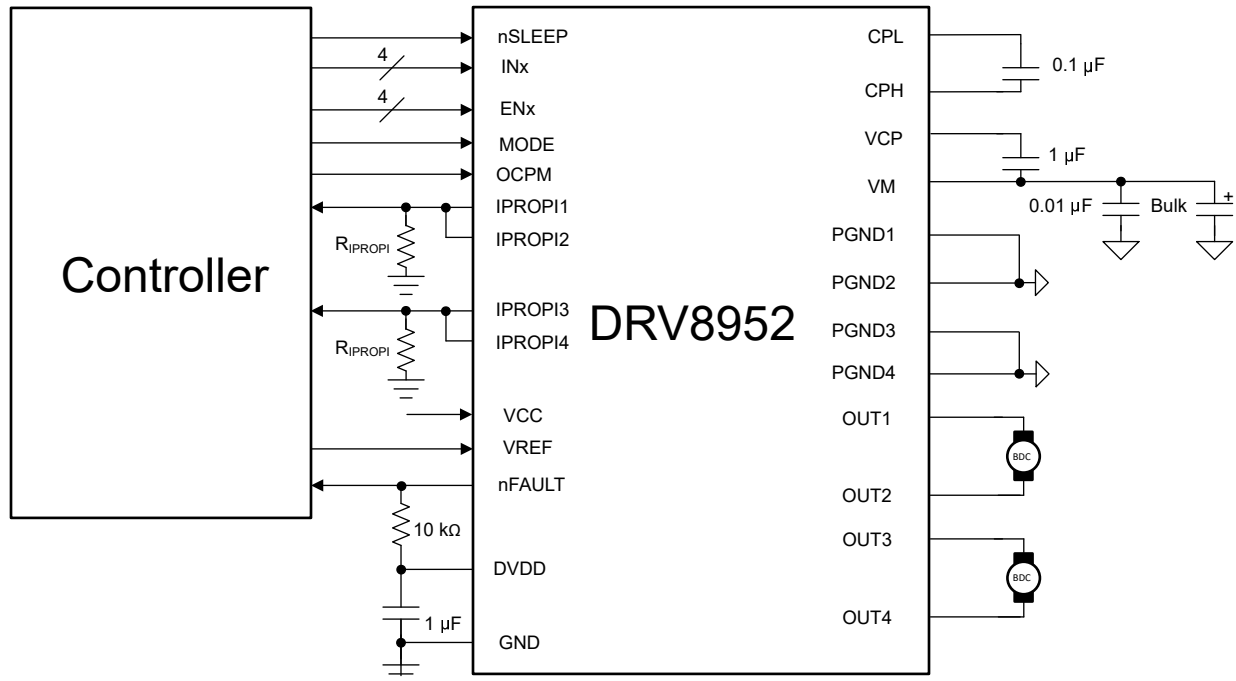 nSLEEP
4
INx
4
ENx
MODE
OCPM
IPROPI1
IPROPI2
RIPROPI
IPROPI3
IPROPI4
RIPROPI
VCC
VREF
nFAULT
10 kΩ
DVDD
1 µF
GND
Controller
DRV8952
CPL
0.1 µF
CPH
VCP
1 µF
VM
0.01 µF
Bulk
+
PGND1
PGND2
PGND3
PGND4
OUT1
BDC
OUT2
OUT3
BDC
OUT4